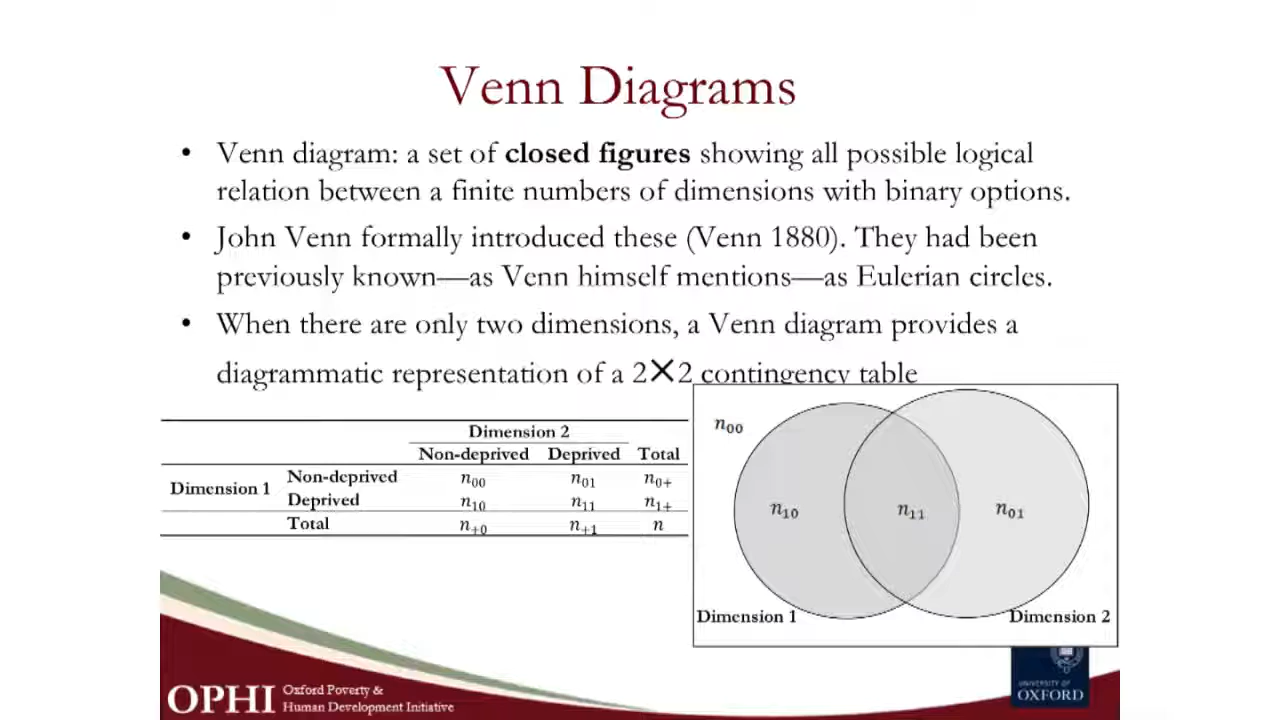 Venn Diagrams
• Venn diagram: a set of closed figures showing all possible logical
relation between a finite numbers of dimensions with binary options.
• John Venn formally introduced these (Venn 1880). They had been
previously known—as Venn himself mentions—as Eulerian circles.
• When there are only two dimensions, a Venn diagram provides a
diagrammatic representation of a 2×2 contingency table
Dimension 2
Non-deprived Deprived Total
Dimension 1
Non-deprived n₀₀ n₀₁ n₀₊
Deprived n₁₀ n₁₁ n₁₊
Total n₊₀ n₊₁ n
n₀₀
n₁₀ n₁₁ n₀₁
Dimension 1 Dimension 2
OPHI
Oxford Poverty &
Human Development Initiative
UNIVERSITY OF
OXFORD